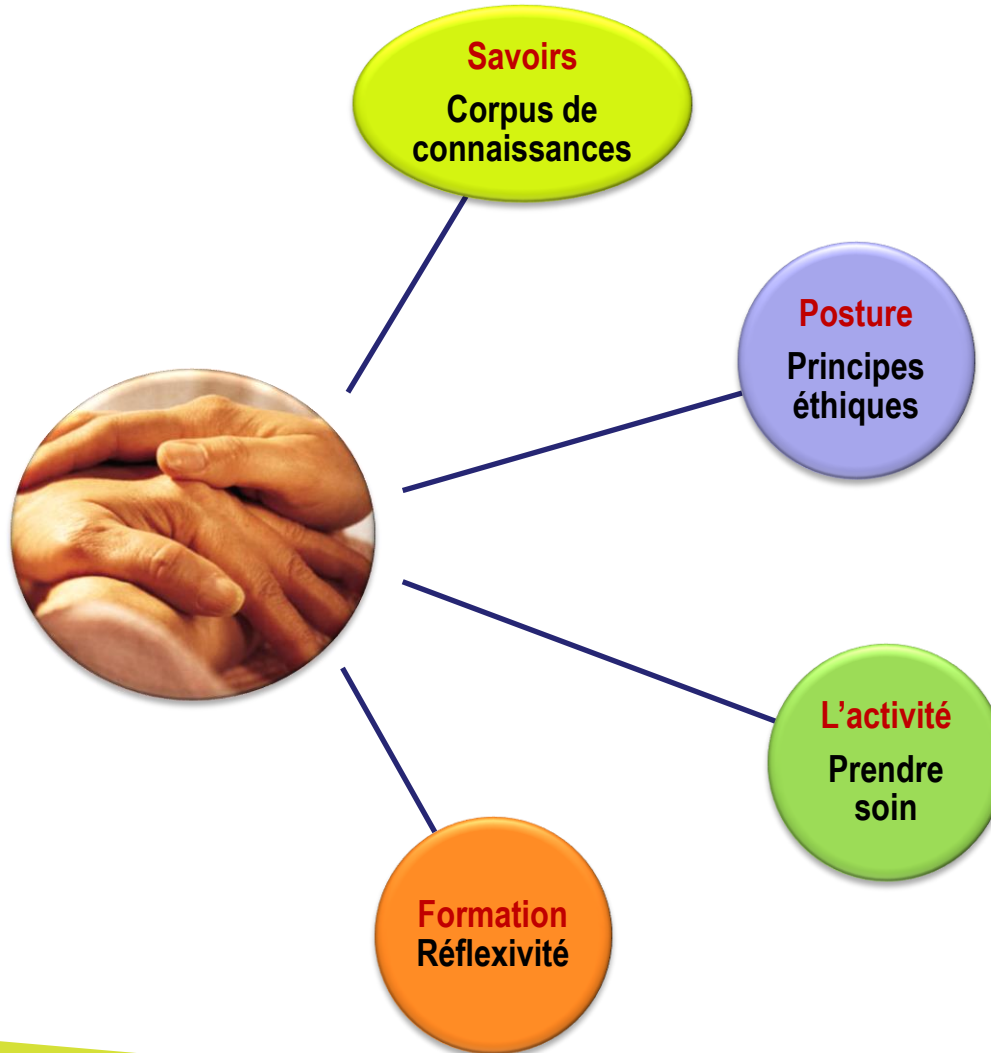 Savoirs
Corpus de
connaissances
Posture
Principes
éthiques
L’activité
Prendre
soin
Formation
Réflexivité